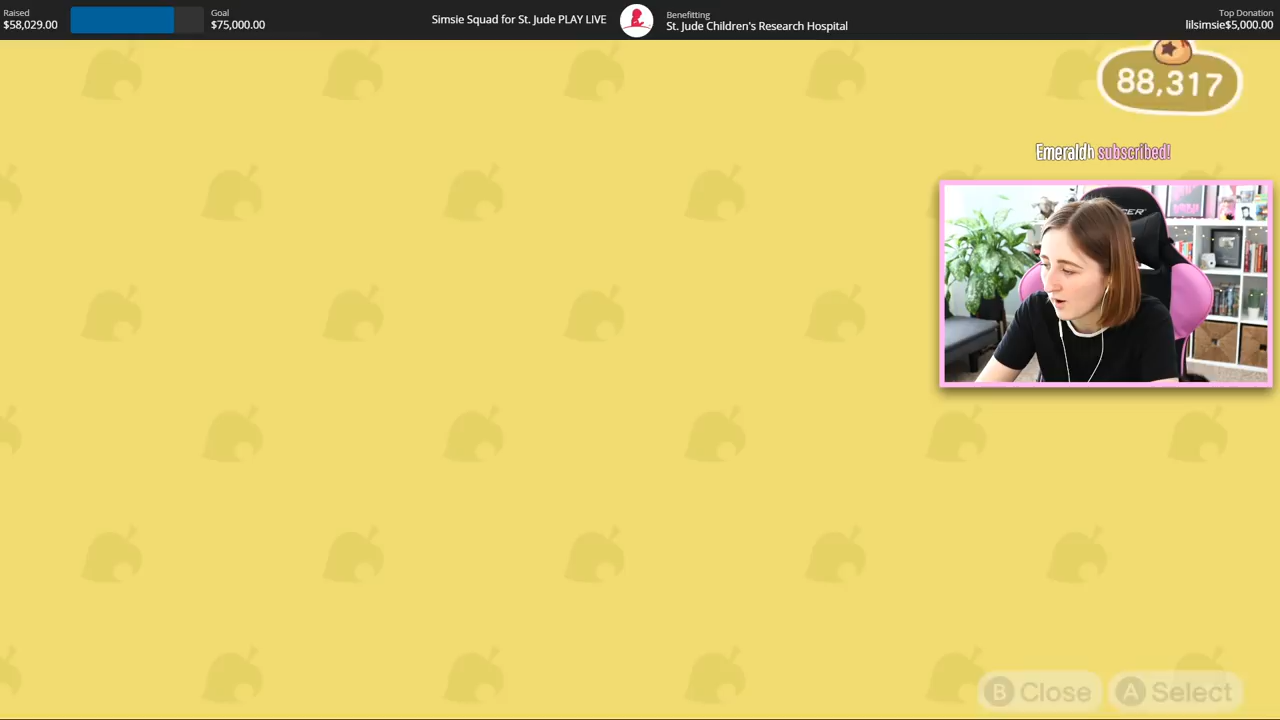 Raised
$58,029.00
Goal
$75,000.00
Simsie Squad for St. Jude PLAY LIVE
Benefitting
St. Jude Children's Research Hospital
Top Donation
lilsimsie$5,000.00
88,317
Emeraldh subscribed!
B Close
A Select